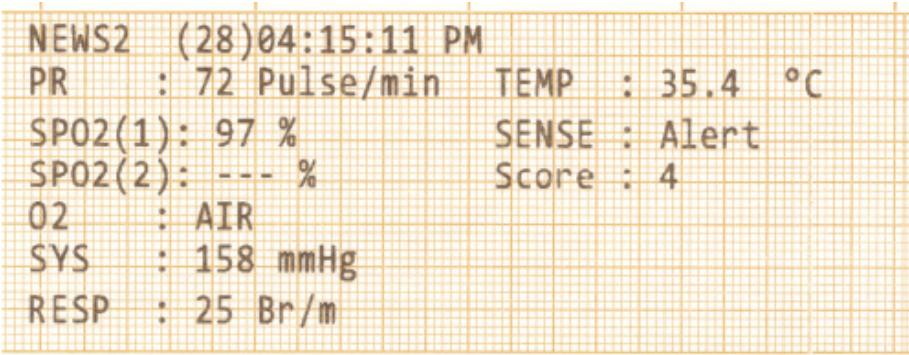 NEWS2 (28)04:15:11 PM
PR : 72 Pulse/min TEMP : 35.4 °C
SPO2(1): 97 % SENSE : Alert
SPO2(2): --- % Score : 4
O2 : AIR
SYS : 158 mmHg
RESP : 25 Br/m